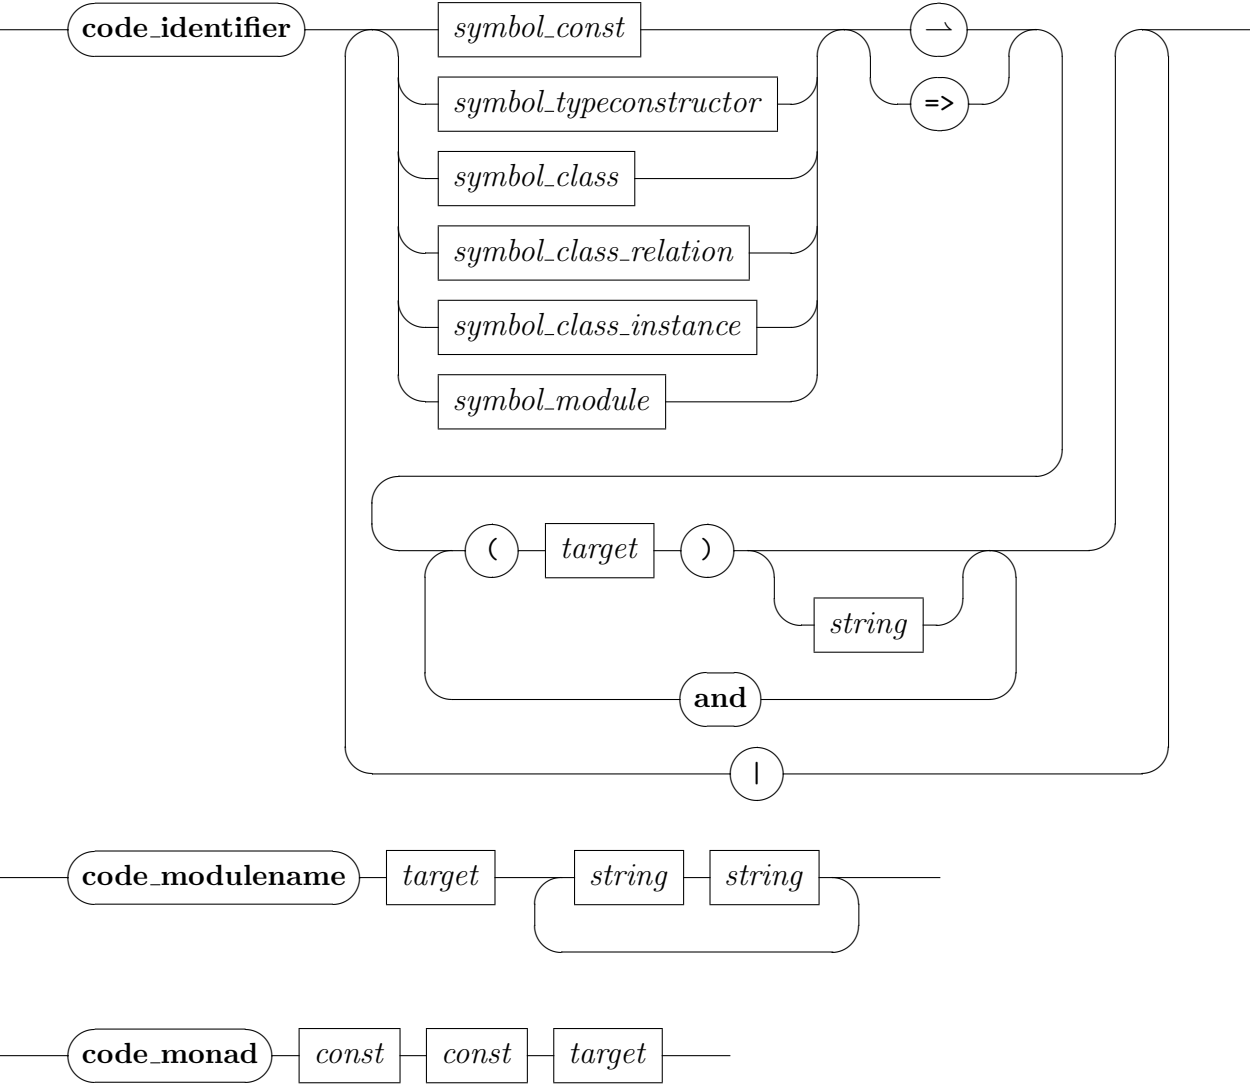 code_identifier symbol_const ⇀
symbol_typeconstructor =>
symbol_class
symbol_class_relation
symbol_class_instance
symbol_module
( target )
string
and
|
code_modulename target string string
code_monad const const target